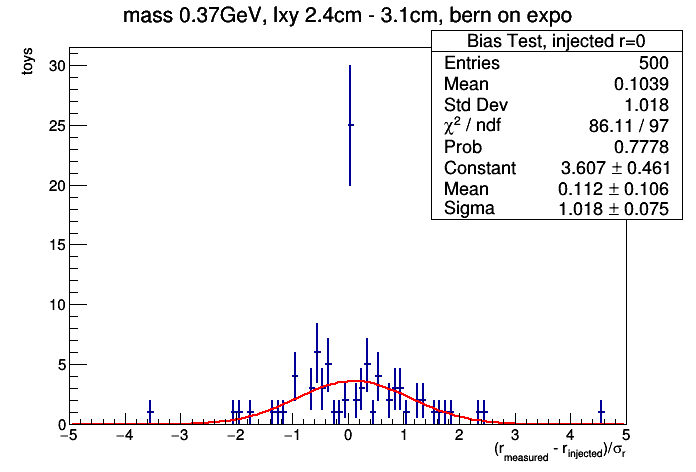 mass 0.37GeV, lxy 2.4cm - 3.1cm, bern on expo
Bias Test, injected r=0
Entries 500
Mean 0.1039
Std Dev 1.018
χ² / ndf 86.11 / 97
Prob 0.7778
Constant 3.607 ± 0.461
Mean 0.112 ± 0.106
Sigma 1.018 ± 0.075
toys
30
25
20
15
10
5
0
−5 −4 −3 −2 −1 0 1 2 3 4 5
(r_measured - r_injected)/σ_r